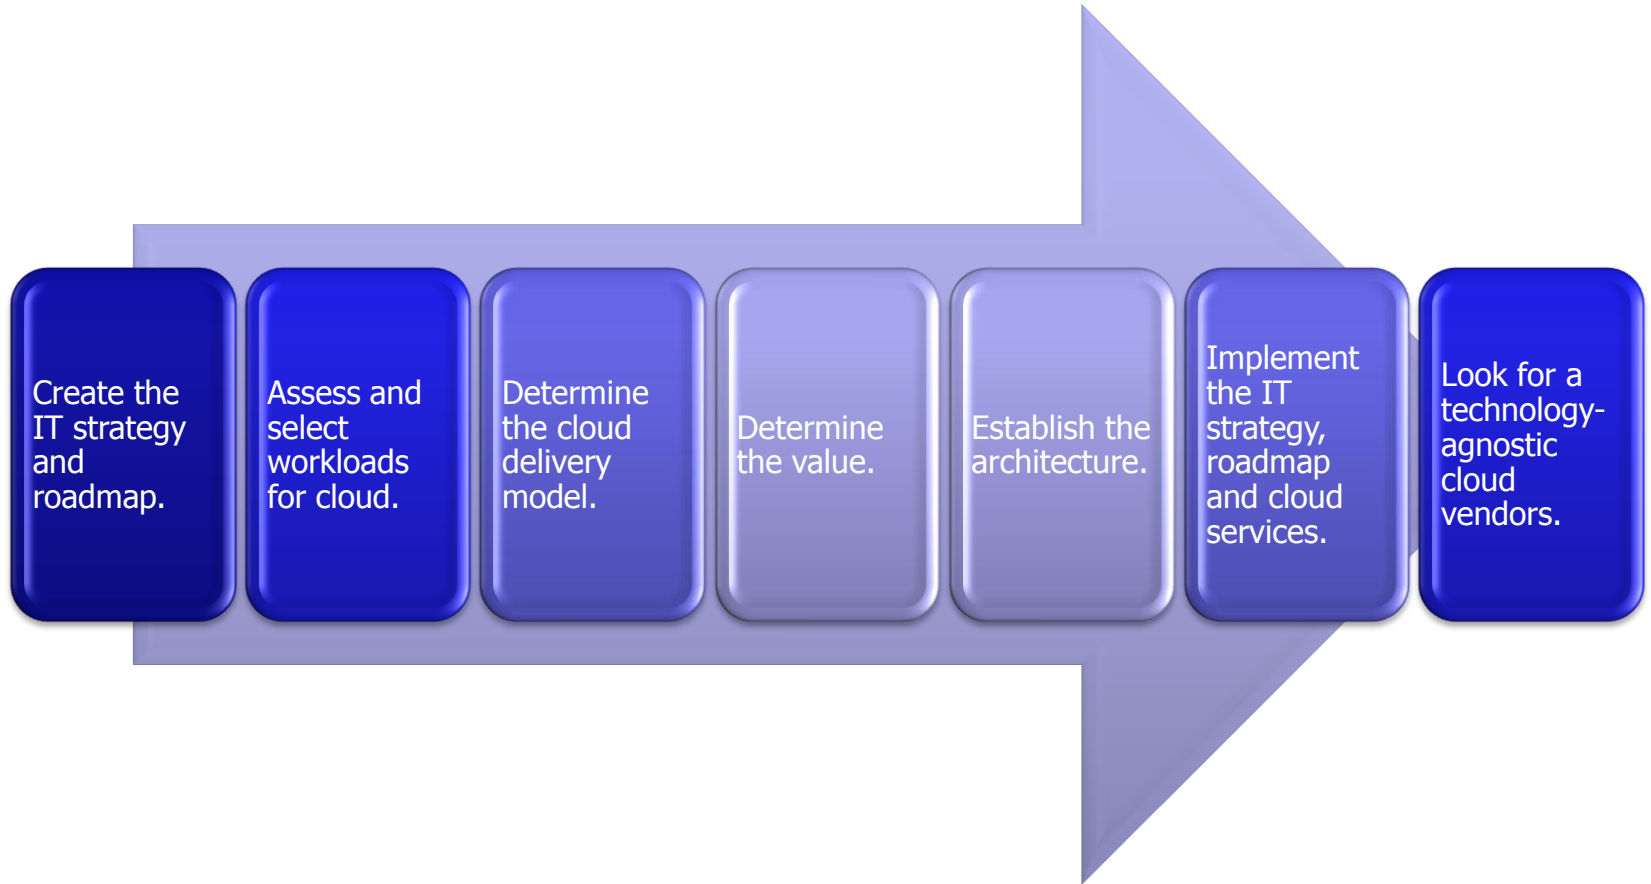 Create the
IT strategy
and
roadmap.
Assess and
select
workloads
for cloud.
Determine
the cloud
delivery
model.
Determine
the value.
Establish the
architecture.
Implement
the IT
strategy,
roadmap
and cloud
services.
Look for a
technology-
agnostic
cloud
vendors.